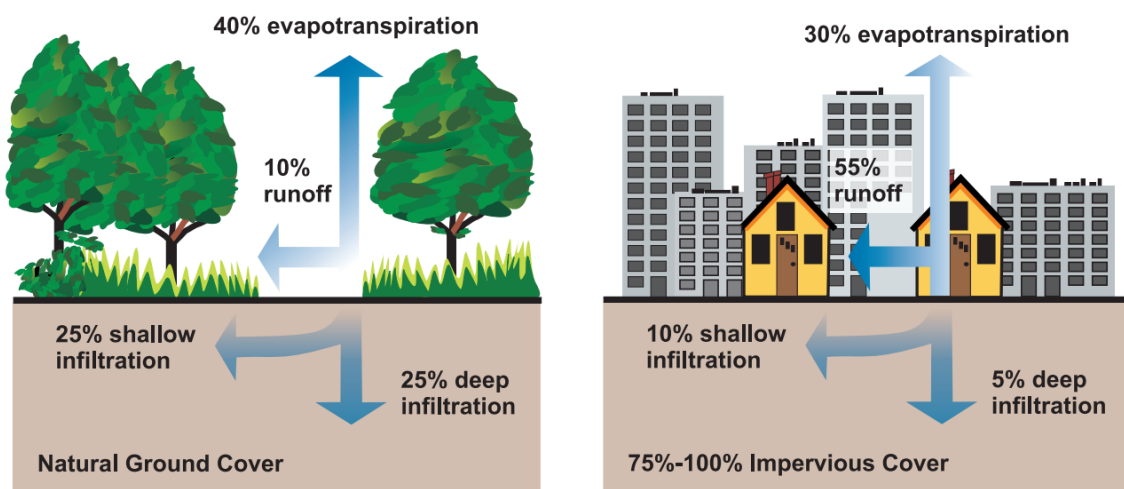 40% evapotranspiration
10%
runoff
25% shallow
infiltration
25% deep
infiltration
Natural Ground Cover
30% evapotranspiration
55%
runoff
10% shallow
infiltration
5% deep
infiltration
75%-100% Impervious Cover